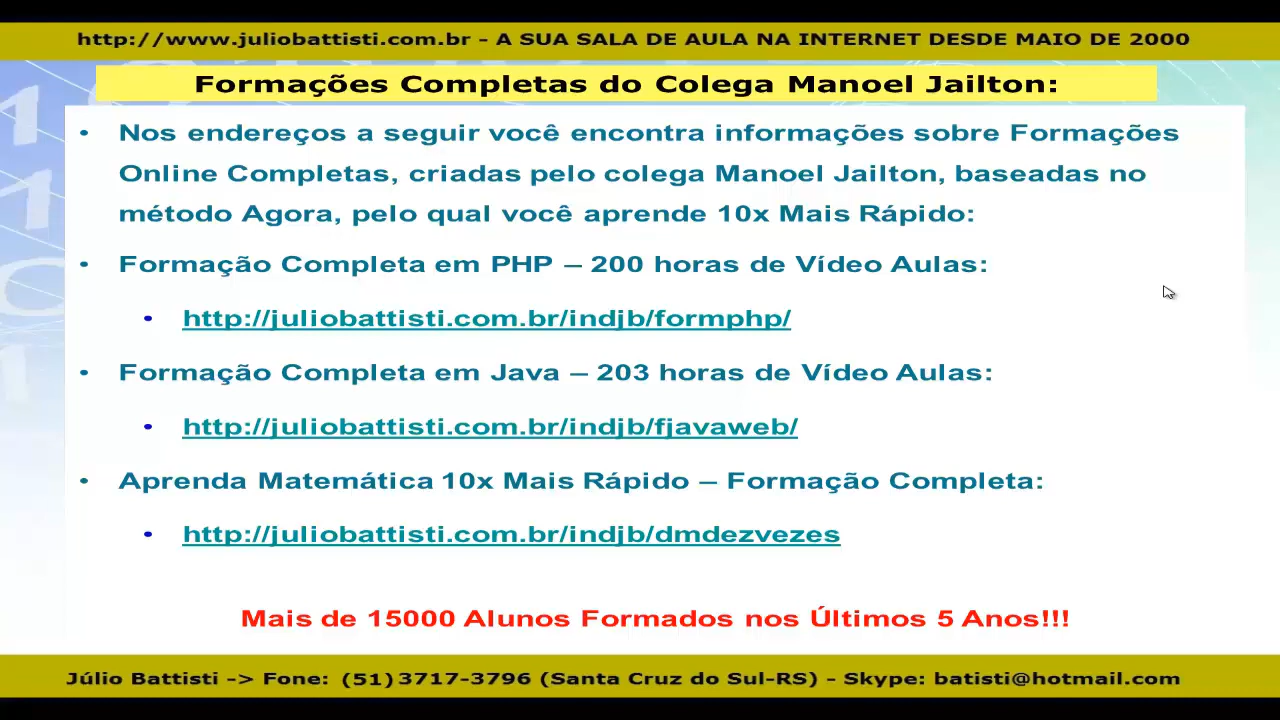 http://www.juliobattisti.com.br - A SUA SALA DE AULA NA INTERNET DESDE MAIO DE 2000
Formações Completas do Colega Manoel Jailton:
• Nos endereços a seguir você encontra informações sobre Formações
Online Completas, criadas pelo colega Manoel Jailton, baseadas no
método Agora, pelo qual você aprende 10x Mais Rápido:
• Formação Completa em PHP – 200 horas de Vídeo Aulas:
• http://juliobattisti.com.br/indjb/formphp/
• Formação Completa em Java – 203 horas de Vídeo Aulas:
• http://juliobattisti.com.br/indjb/fjavaweb/
• Aprenda Matemática 10x Mais Rápido – Formação Completa:
• http://juliobattisti.com.br/indjb/dmdezvezes
Mais de 15000 Alunos Formados nos Últimos 5 Anos!!!
Júlio Battisti -> Fone: (51)3717-3796 (Santa Cruz do Sul-RS) - Skype: batisti@hotmail.com